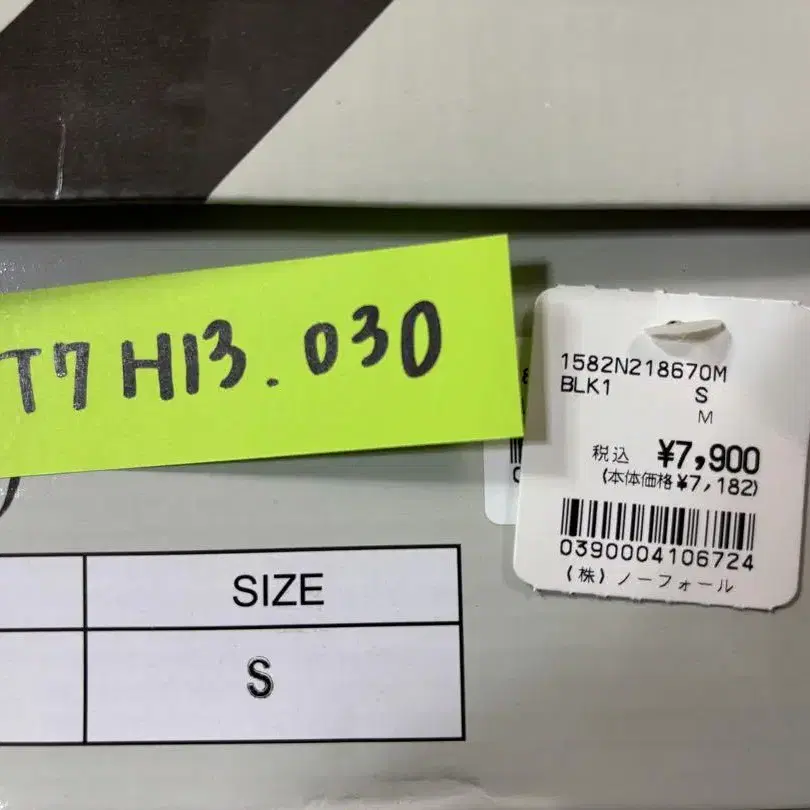 T7 H13.030
1582N218670M
BLK1 S
M
税込 ¥7,900
(本体価格¥7,182)
0390004106724
(株)ノーフォール
SIZE
S